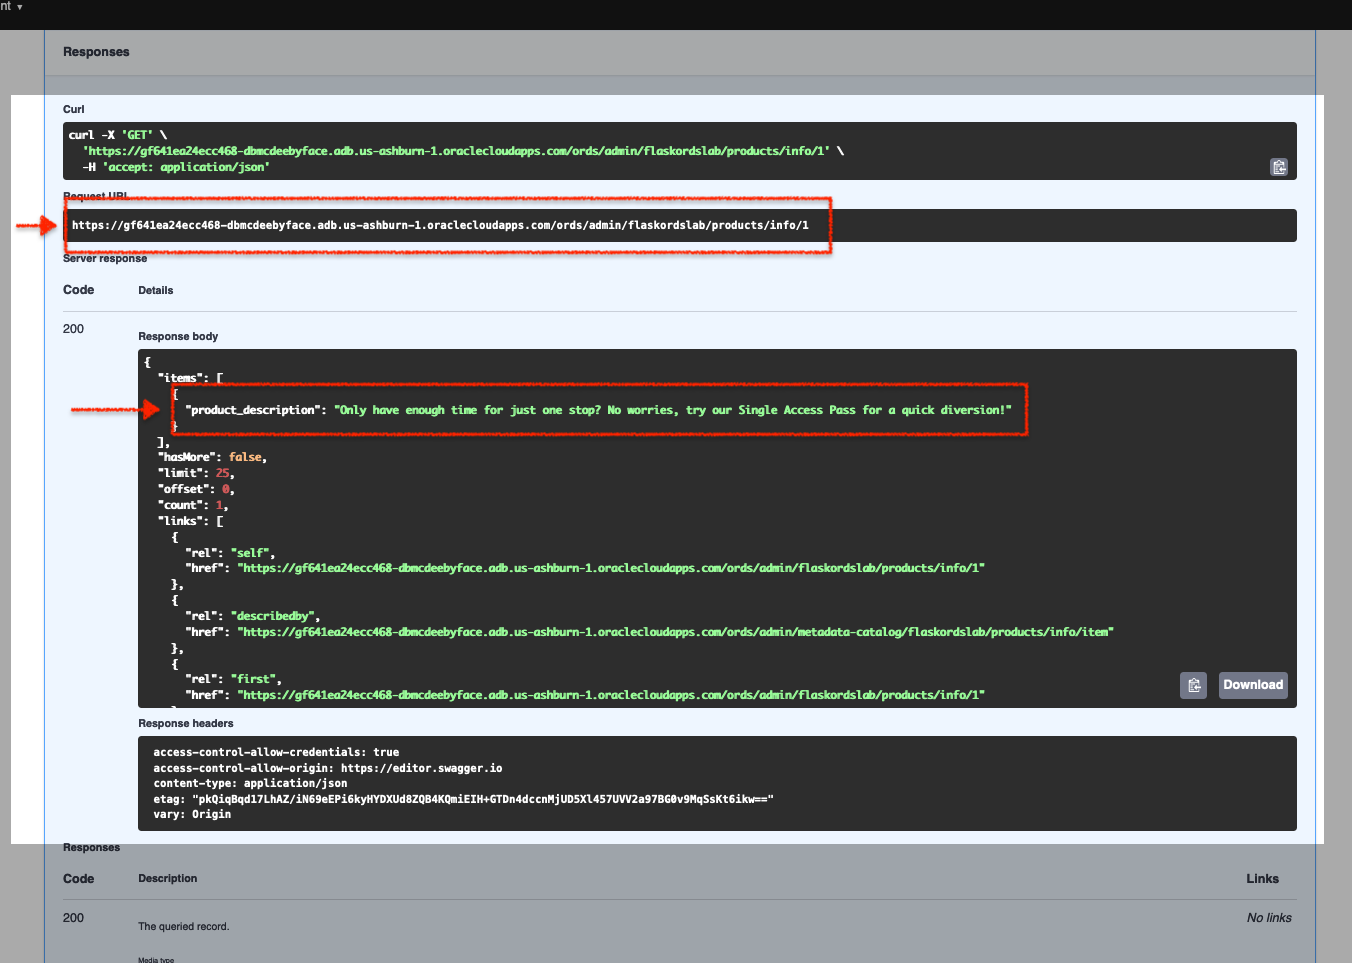 nt ▾
Responses
Curl
curl -X 'GET' \
'https://gf641ea24ecc468-dbmcdeebyface.adb.us-ashburn-1.oraclecloudapps.com/ords/admin/flaskordslab/products/info/1' \
-H 'accept: application/json'
Request URL
https://gf641ea24ecc468-dbmcdeebyface.adb.us-ashburn-1.oraclecloudapps.com/ords/admin/flaskordslab/products/info/1
Server response
Code Details
200
Response body
{
"items": [
{
"product_description": "Only have enough time for just one stop? No worries, try our Single Access Pass for a quick diversion!"
}
],
"hasMore": false,
"limit": 25,
"offset": 0,
"count": 1,
"links": [
{
"rel": "self",
"href": "https://gf641ea24ecc468-dbmcdeebyface.adb.us-ashburn-1.oraclecloudapps.com/ords/admin/flaskordslab/products/info/1"
},
{
"rel": "describedby",
"href": "https://gf641ea24ecc468-dbmcdeebyface.adb.us-ashburn-1.oraclecloudapps.com/ords/admin/metadata-catalog/flaskordslab/products/info/item"
},
{
"rel": "first",
"href": "https://gf641ea24ecc468-dbmcdeebyface.adb.us-ashburn-1.oraclecloudapps.com/ords/admin/flaskordslab/products/info/1"
Download
Response headers
access-control-allow-credentials: true
access-control-allow-origin: https://editor.swagger.io
content-type: application/json
etag: "pkQiqBqd17LhAZ/iN69eEPi6kyHYDXUd8ZQB4KQmiEIH+GTDn4dccnMjUD5Xl457UVV2a97BG0v9MqSsKt6ikw=="
vary: Origin
Responses
Code Description Links
200 The queried record. No links
Media type